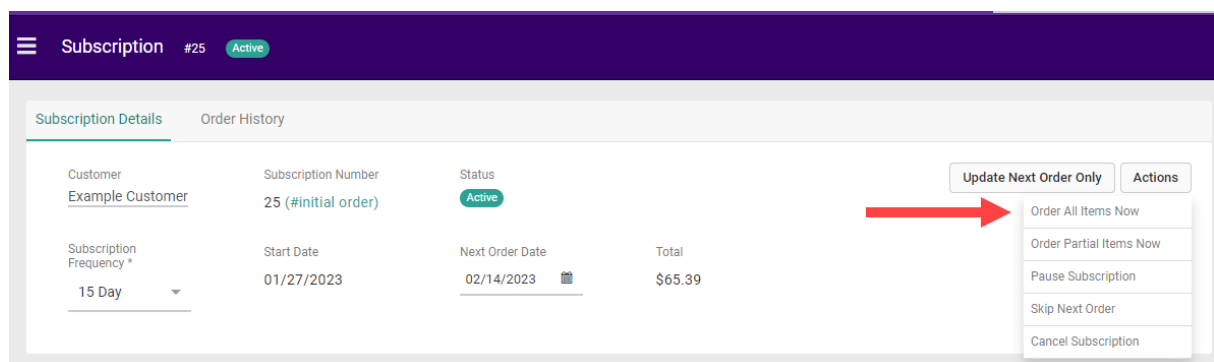 Subscription #25 Active
Subscription Details Order History
Customer Subscription Number Status Update Next Order Only Actions
Example Customer 25 (#initial order) Active
Order All Items Now
Order Partial Items Now
Subscription Frequency * Start Date Next Order Date Total
15 Day 01/27/2023 02/14/2023 $65.39
Pause Subscription
Skip Next Order
Cancel Subscription